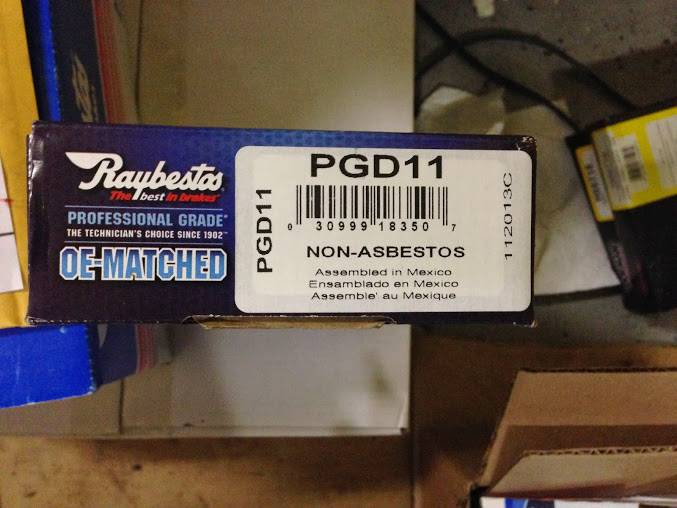 Raybestos
The best in brakes
PROFESSIONAL GRADE
THE TECHNICIAN'S CHOICE SINCE 1902
OE-MATCHED
PGD11
PGD11
0 30999 18350 7
NON-ASBESTOS
Assembled in Mexico
Ensamblado en Mexico
Assemble' au Mexique
112013C